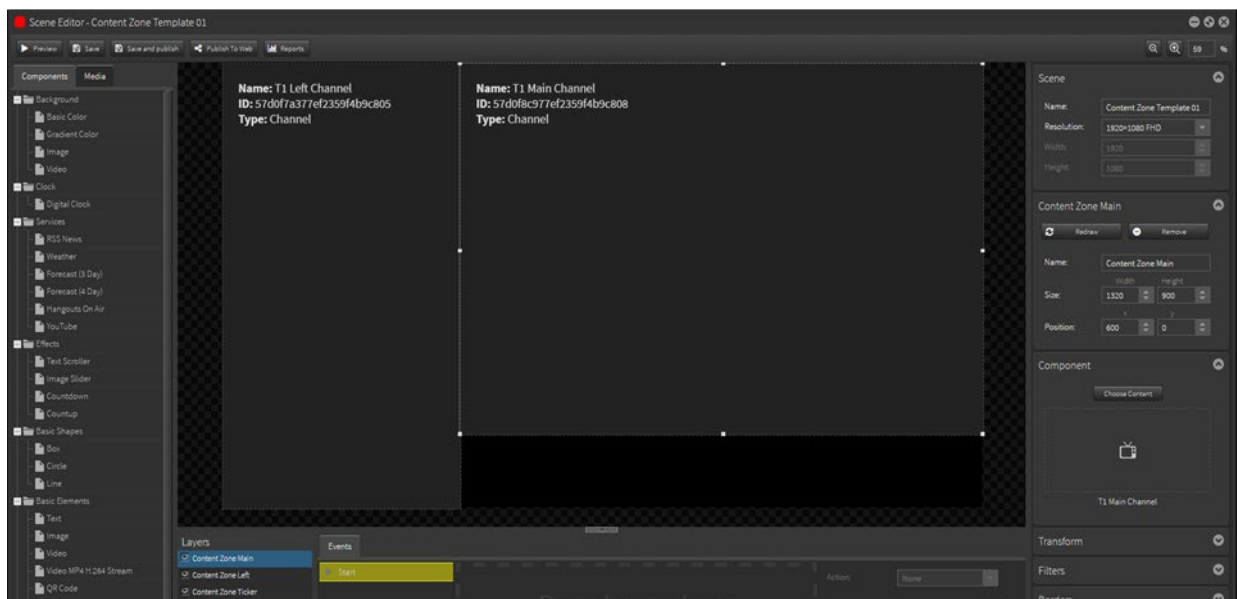 Scene Editor - Content Zone Template 01
Preview Save Save and publish Publish To Web Reports 59 %
Components Media
Background
Basic Color
Gradient Color
Image
Video
Clock
Digital Clock
Services
RSS News
Weather
Forecast (3 Day)
Forecast (4 Day)
Hangouts On Air
YouTube
Effects
Text Scroller
Image Slider
Countdown
Countup
Basic Shapes
Box
Circle
Line
Basic Elements
Text
Image
Video
Video MP4 H.264 Stream
QR Code
Name: T1 Left Channel
ID: 57d0f7a377ef2359f4b9c805
Type: Channel
Name: T1 Main Channel
ID: 57d0f8c977ef2359f4b9c808
Type: Channel
Layers
Content Zone Main
Content Zone Left
Content Zone Ticker
Events
Start
Action: None
Scene
Name: Content Zone Template 01
Resolution: 1920×1080 FHD
Width: 1920
Height: 1080
Content Zone Main
Redraw Remove
Name: Content Zone Main
Width Height
Size: 1320 900
x y
Position: 600 0
Component
Choose Content
T1 Main Channel
Transform
Filters